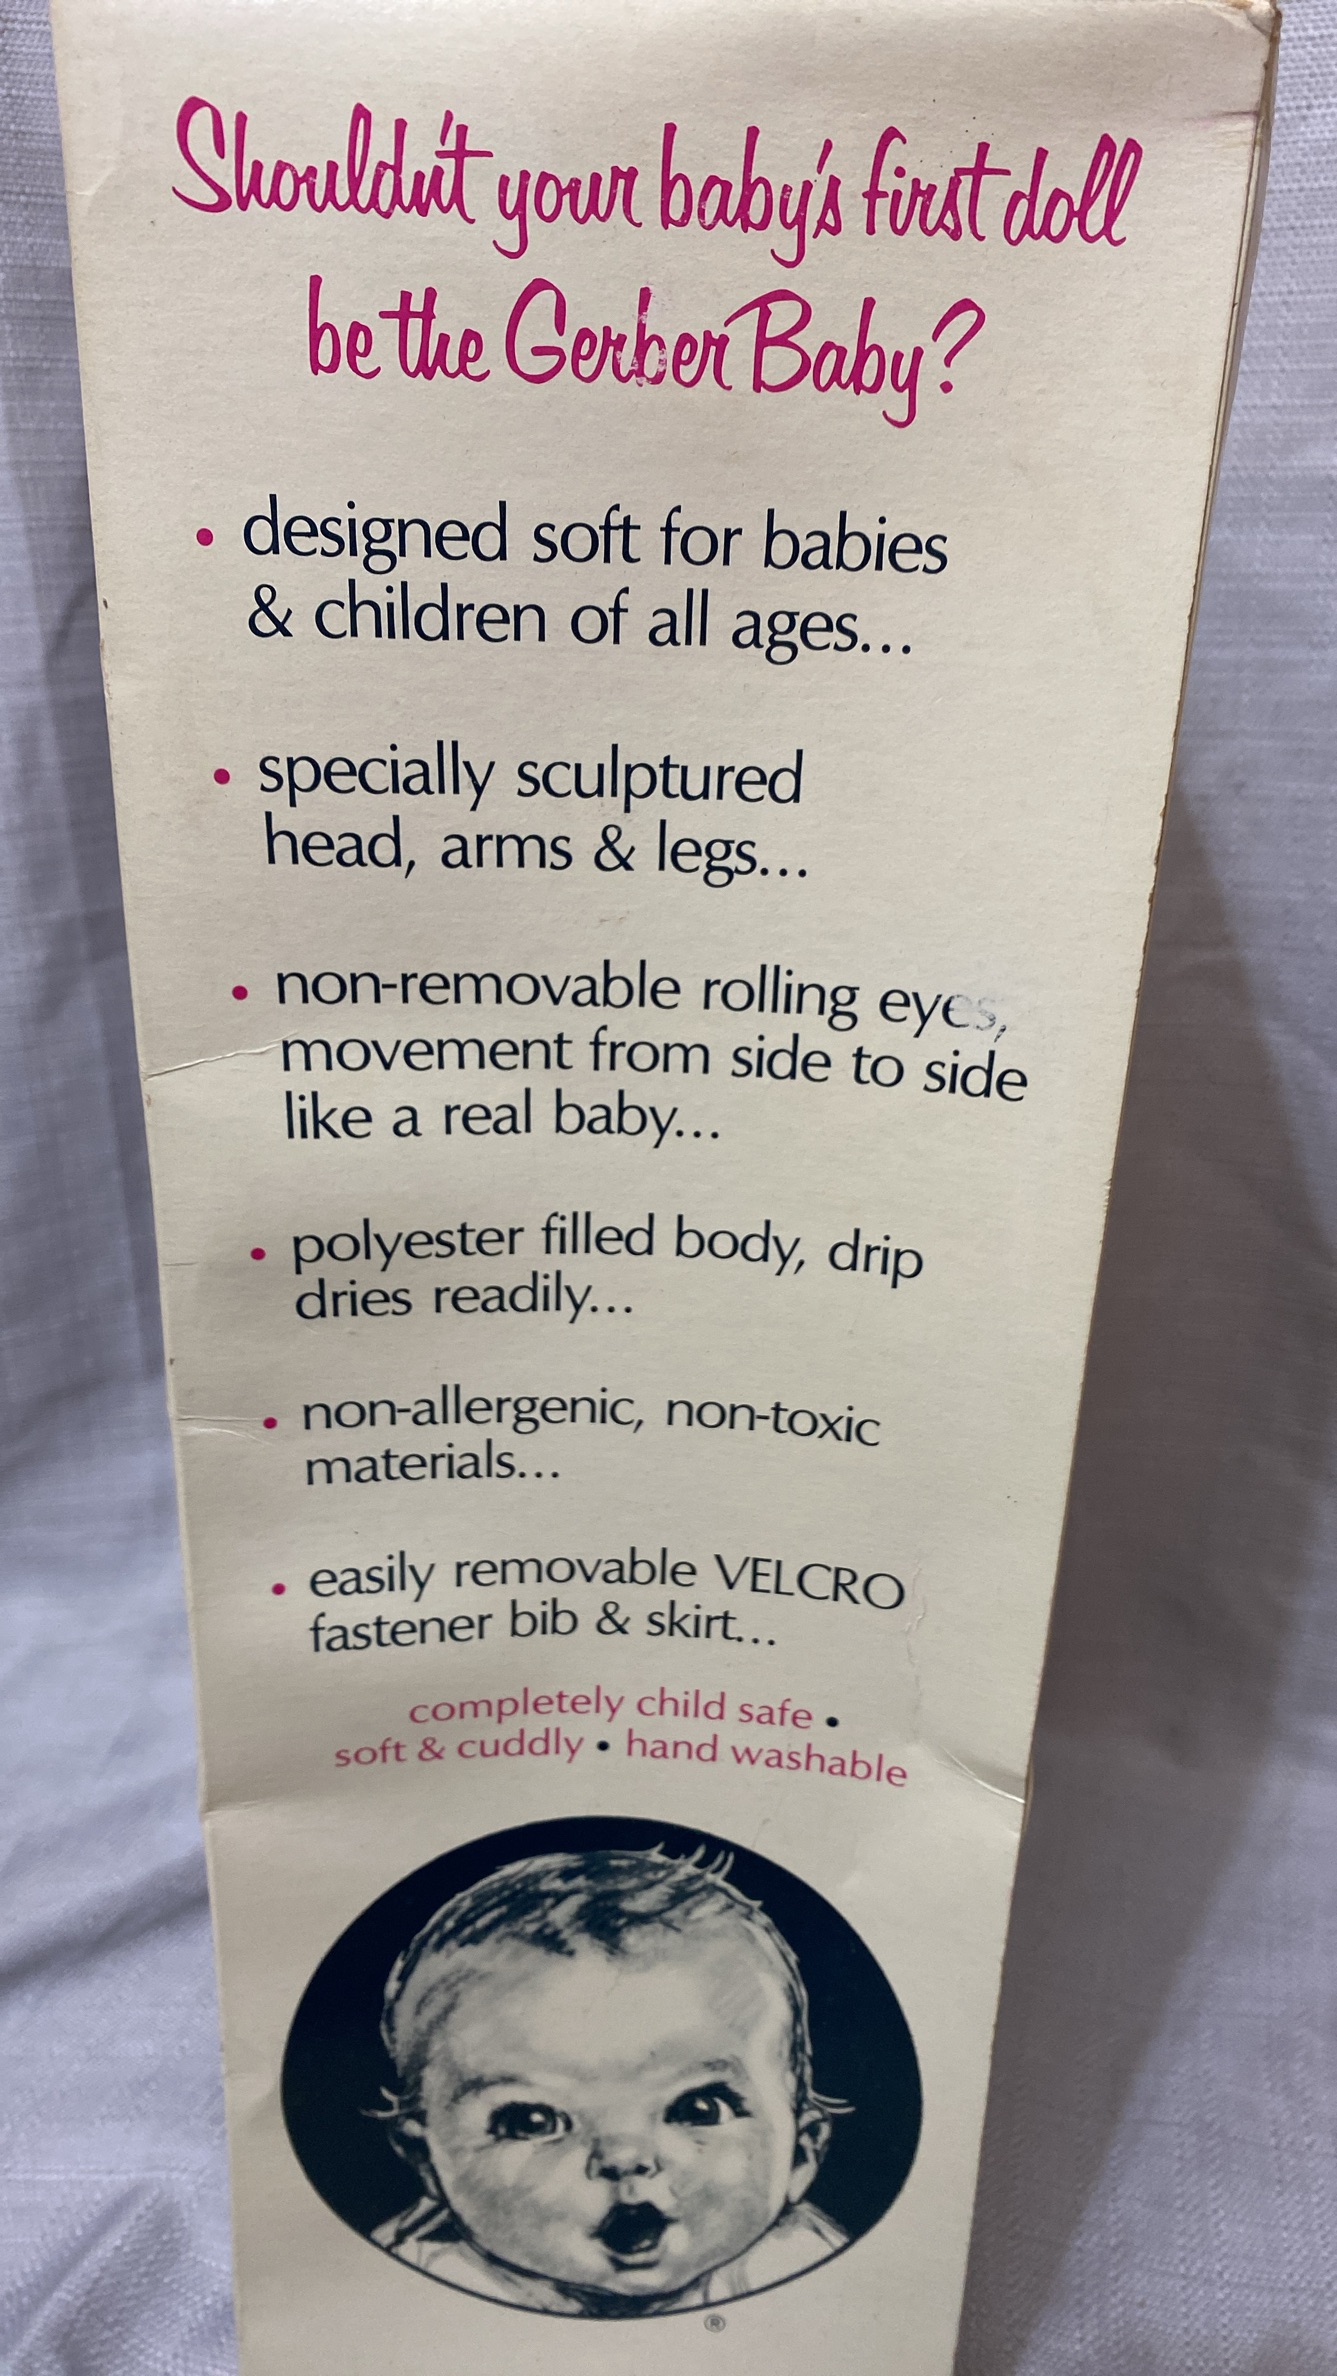 Shouldn't your baby's first doll
be the Gerber Baby?
• designed soft for babies
& children of all ages...
• specially sculptured
head, arms & legs...
• non-removable rolling eyes,
movement from side to side
like a real baby...
• polyester filled body, drip
dries readily...
• non-allergenic, non-toxic
materials...
• easily removable VELCRO
fastener bib & skirt...
completely child safe •
soft & cuddly • hand washable
®